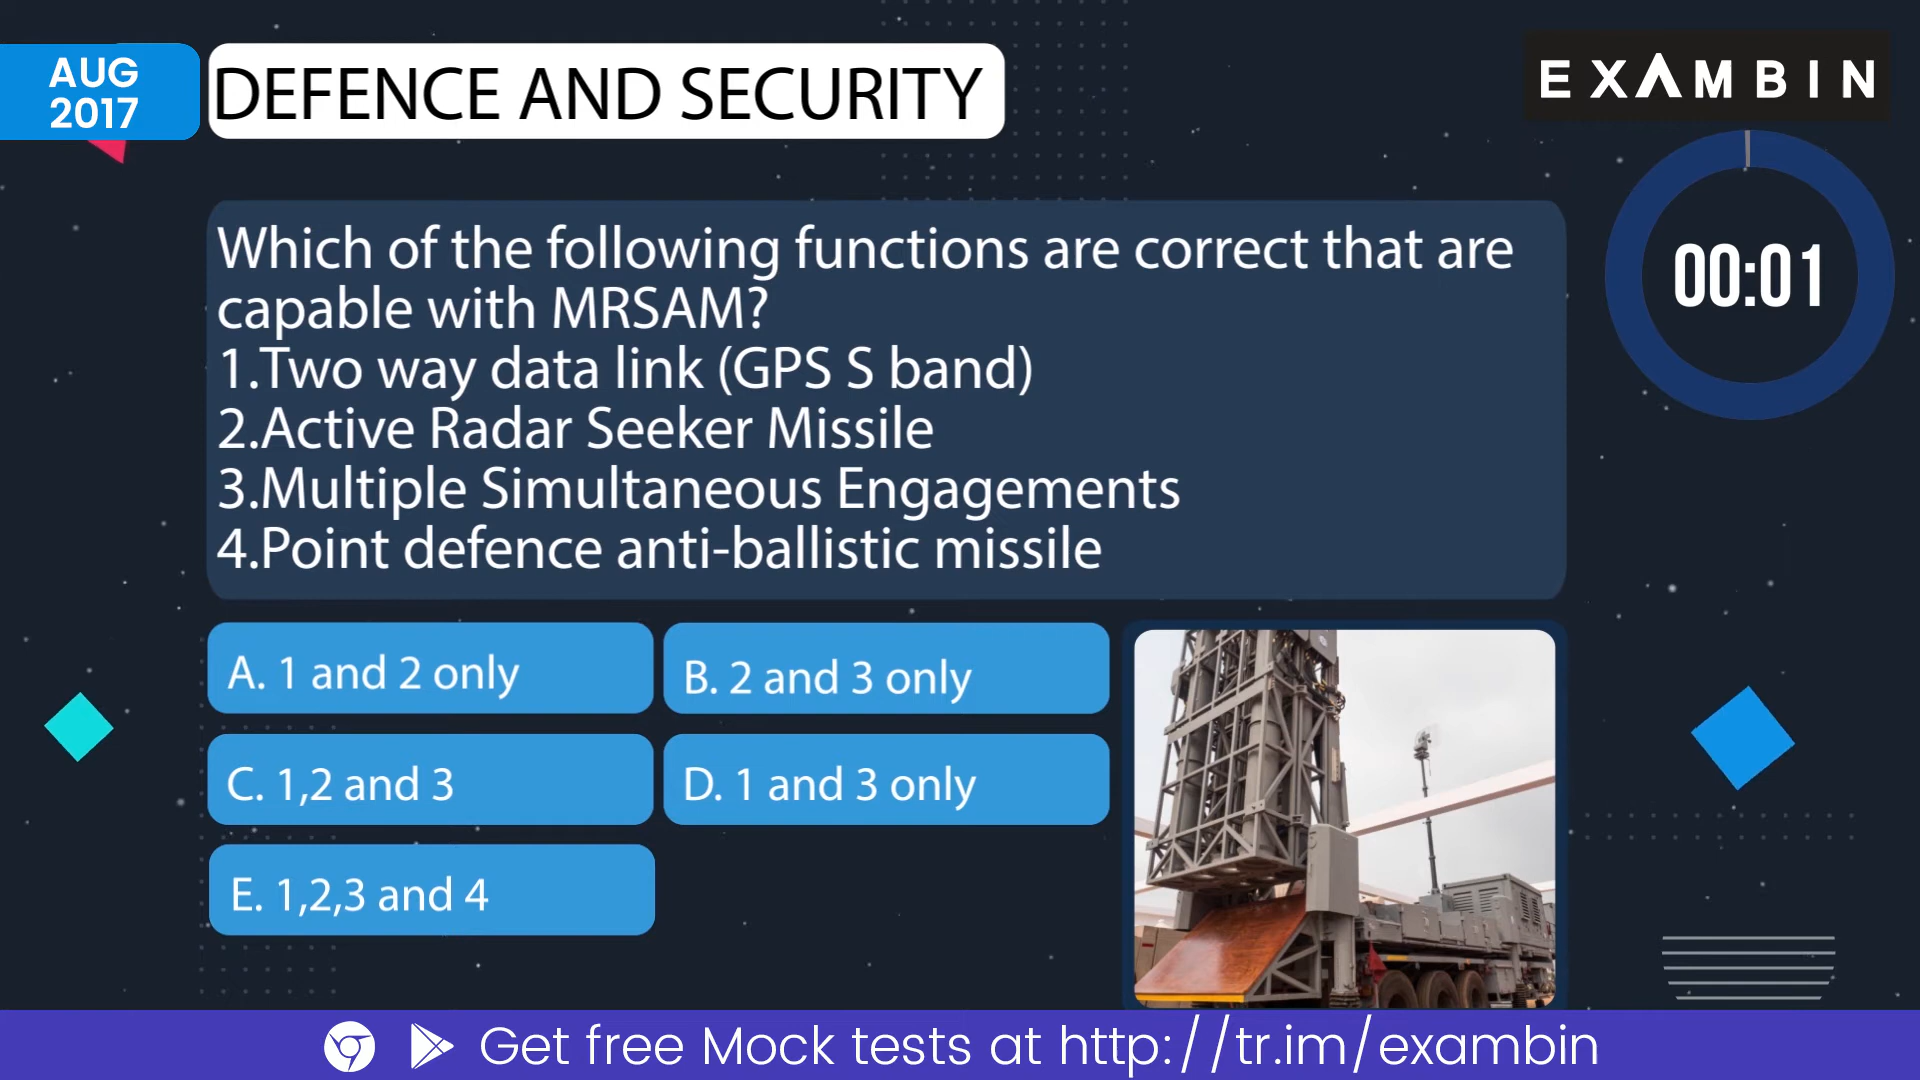 AUG
2017
DEFENCE AND SECURITY
EXAMBIN
00:01
Which of the following functions are correct that are
capable with MRSAM?
1.Two way data link (GPS S band)
2.Active Radar Seeker Missile
3.Multiple Simultaneous Engagements
4.Point defence anti-ballistic missile
A. 1 and 2 only
B. 2 and 3 only
C. 1,2 and 3
D. 1 and 3 only
E. 1,2,3 and 4
Get free Mock tests at http://tr.im/exambin